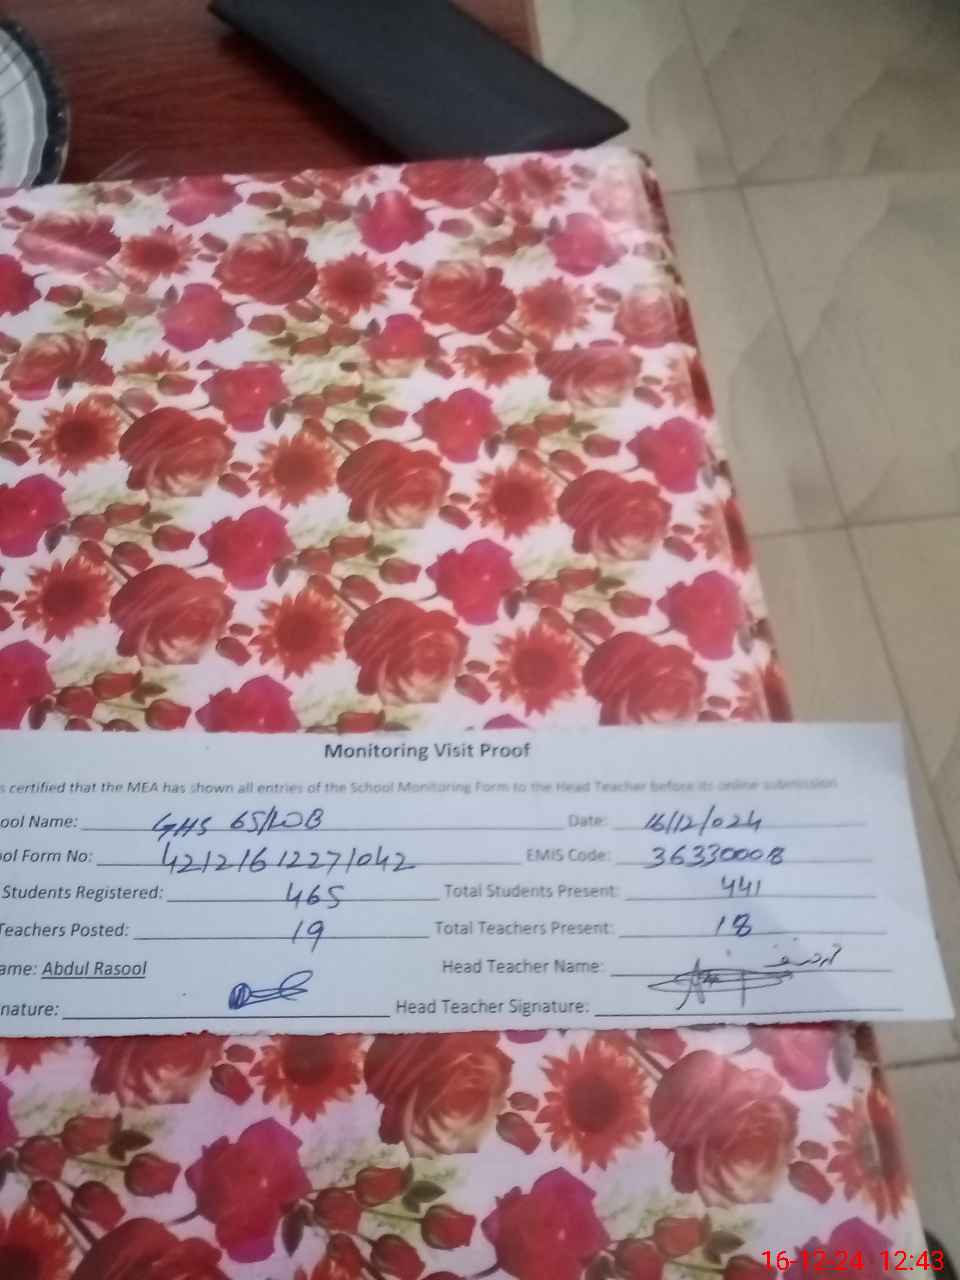 Monitoring Visit Proof
s certified that the MEA has shown all entries of the School Monitoring Form to the Head Teacher before its online submission
ool Name: GHS 65/10B Date: 16/12/024
ol Form No: 42121612271042 EMIS Code: 36330008
Students Registered: 465 Total Students Present: 441
Teachers Posted: 19 Total Teachers Present: 18
ame: Abdul Rasool Head Teacher Name:
nature: Head Teacher Signature:
16-12-24 12:43